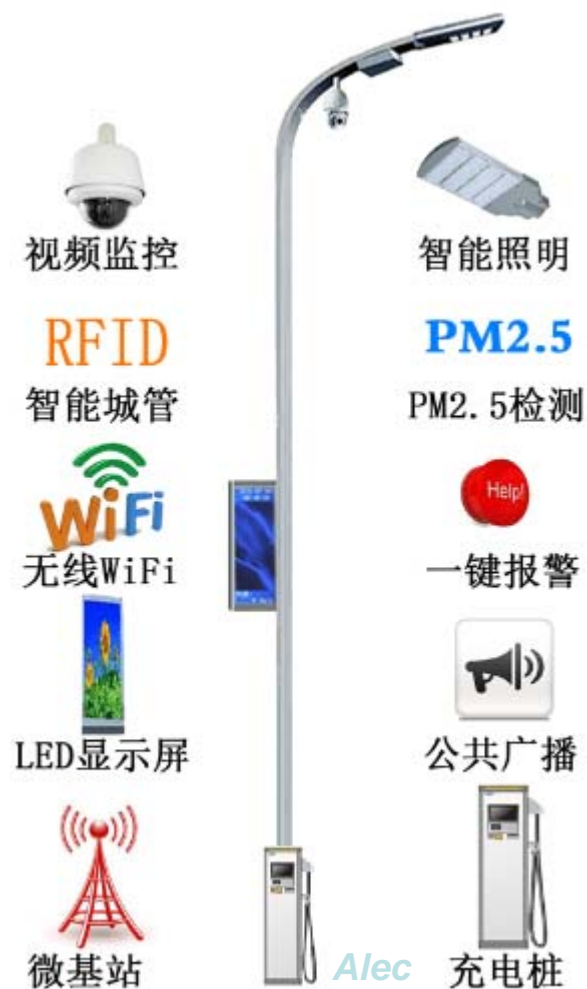 视频监控
智能照明
RFID
PM2.5
智能城管
PM2.5检测
WiFi
Help!
无线WiFi
一键报警
LED显示屏
公共广播
微基站
Alec
充电桩